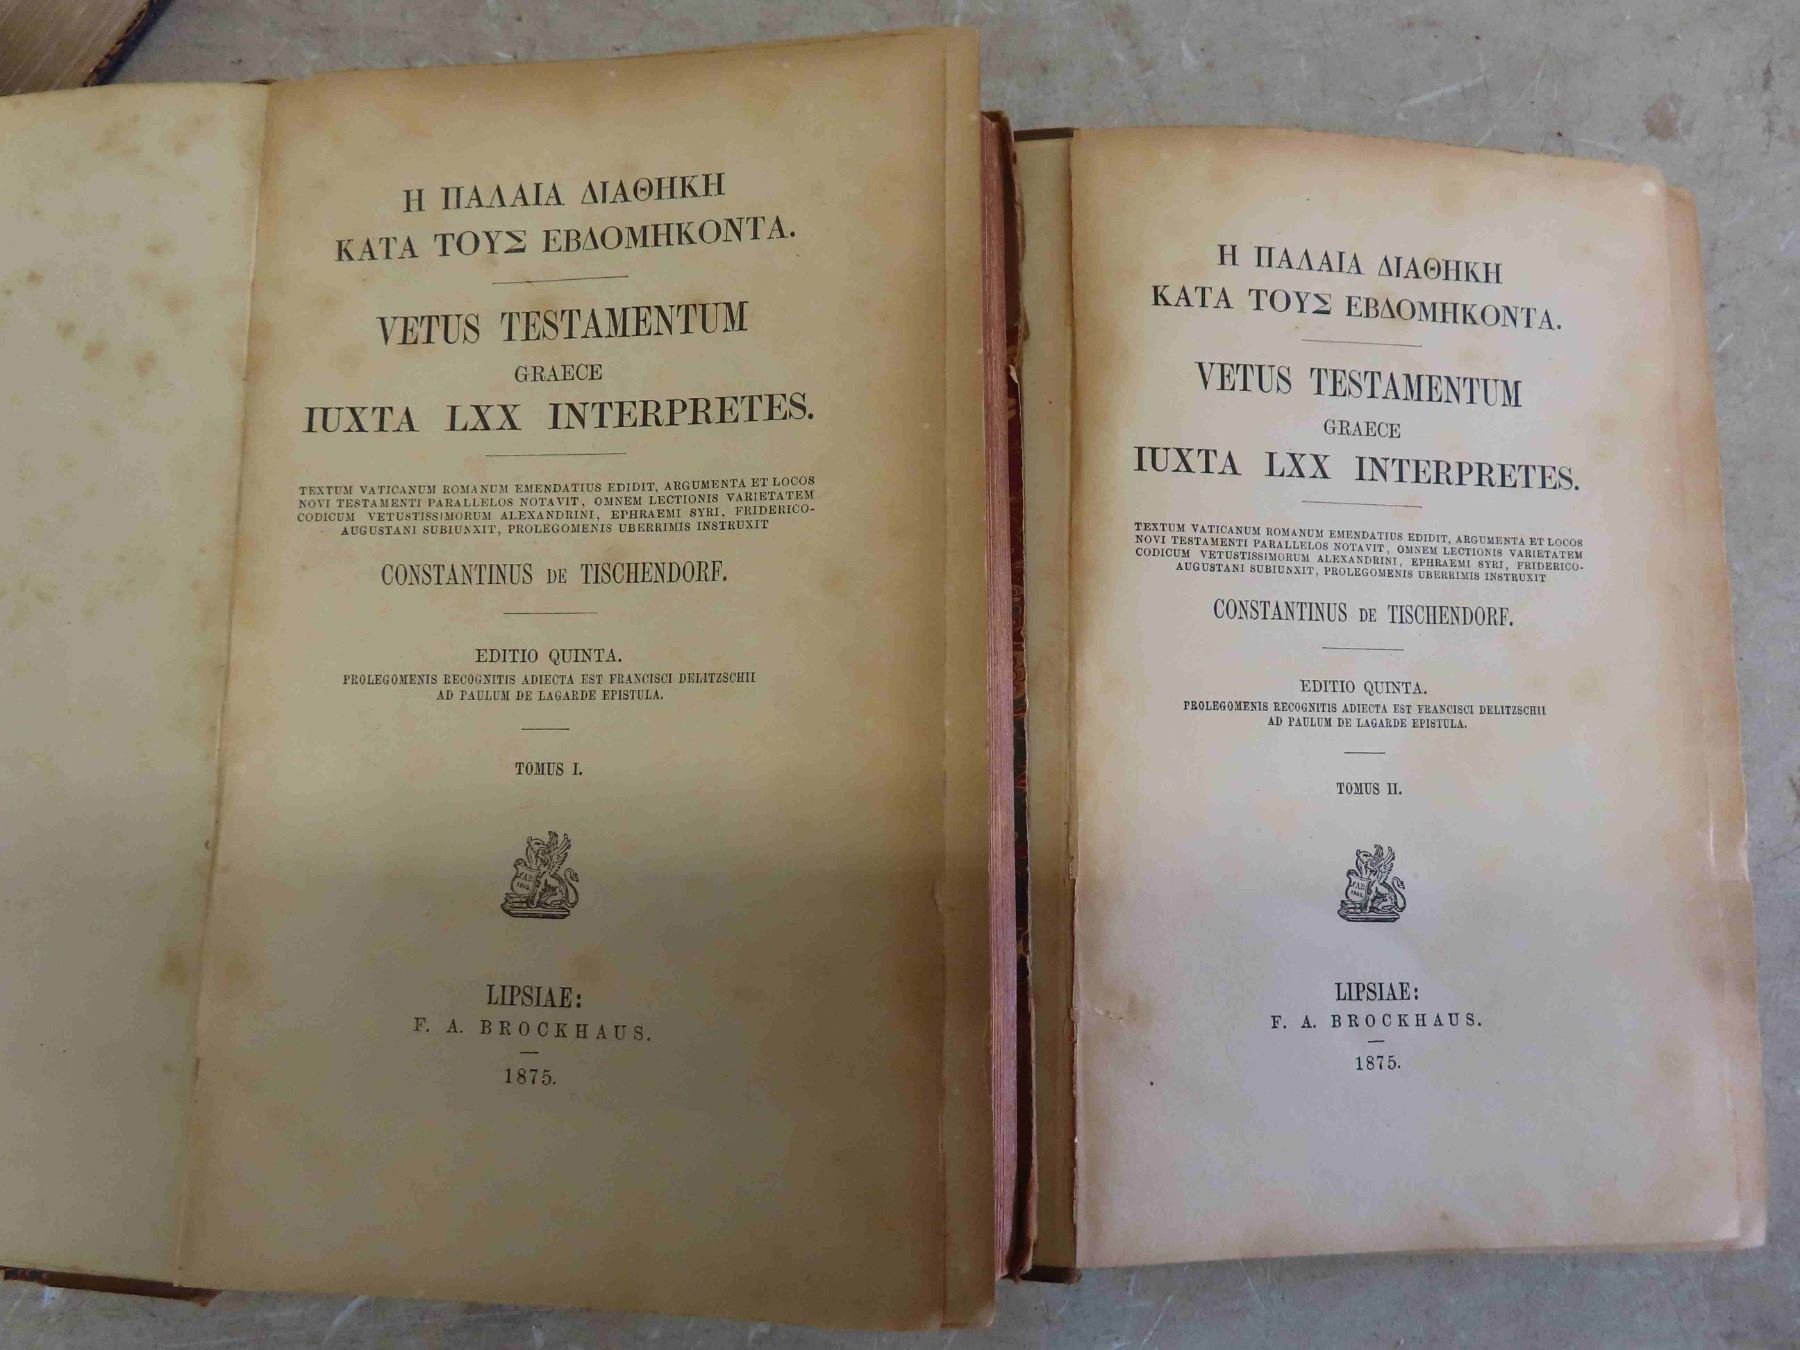 Η ΠΑΛΑΙΑ ΔΙΑΘΗΚΗ
ΚΑΤΑ ΤΟΥΣ ΕΒΔΟΜΗΚΟΝΤΑ.
VETUS TESTAMENTUM
GRAECE
IUXTA LXX INTERPRETES.
TEXTUM VATICANUM ROMANUM EMENDATIUS EDIDIT, ARGUMENTA ET LOCOS
NOVI TESTAMENTI PARALLELOS NOTAVIT, OMNEM LECTIONIS VARIETATEM
CODICUM VETUSTISSIMORUM ALEXANDRINI, EPHRAEMI SYRI, FRIDERICO-
AUGUSTANI SUBIUNXIT, PROLEGOMENIS UBERRIMIS INSTRUXIT
CONSTANTINUS DE TISCHENDORF.
EDITIO QUINTA.
PROLEGOMENIS RECOGNITIS ADIECTA EST FRANCISCI DELITZSCHII
AD PAULUM DE LAGARDE EPISTULA.
TOMUS I.
LIPSIAE:
F. A. BROCKHAUS.
1875.
Η ΠΑΛΑΙΑ ΔΙΑΘΗΚΗ
ΚΑΤΑ ΤΟΥΣ ΕΒΔΟΜΗΚΟΝΤΑ.
VETUS TESTAMENTUM
GRAECE
IUXTA LXX INTERPRETES.
TEXTUM VATICANUM ROMANUM EMENDATIUS EDIDIT, ARGUMENTA ET LOCOS
NOVI TESTAMENTI PARALLELOS NOTAVIT, OMNEM LECTIONIS VARIETATEM
CODICUM VETUSTISSIMORUM ALEXANDRINI, EPHRAEMI SYRI, FRIDERICO-
AUGUSTANI SUBIUNXIT, PROLEGOMENIS UBERRIMIS INSTRUXIT
CONSTANTINUS DE TISCHENDORF.
EDITIO QUINTA.
PROLEGOMENIS RECOGNITIS ADIECTA EST FRANCISCI DELITZSCHII
AD PAULUM DE LAGARDE EPISTULA.
TOMUS II.
LIPSIAE:
F. A. BROCKHAUS.
1875.